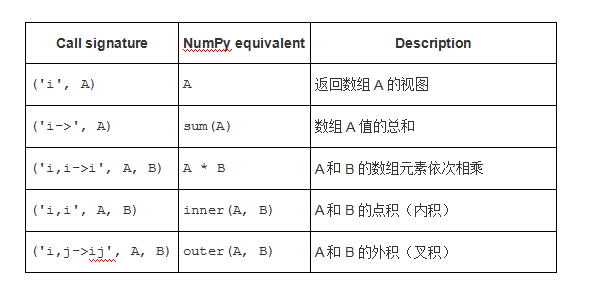 Call signature NumPy equivalent Description
('i', A) A 返回数组 A 的视图
('i->', A) sum(A) 数组 A 值的总和
('i,i->i', A, B) A * B A 和 B 的数组元素依次相乘
('i,i', A, B) inner(A, B) A 和 B 的点积（内积）
('i,j->ij', A, B) outer(A, B) A 和 B 的外积（叉积）